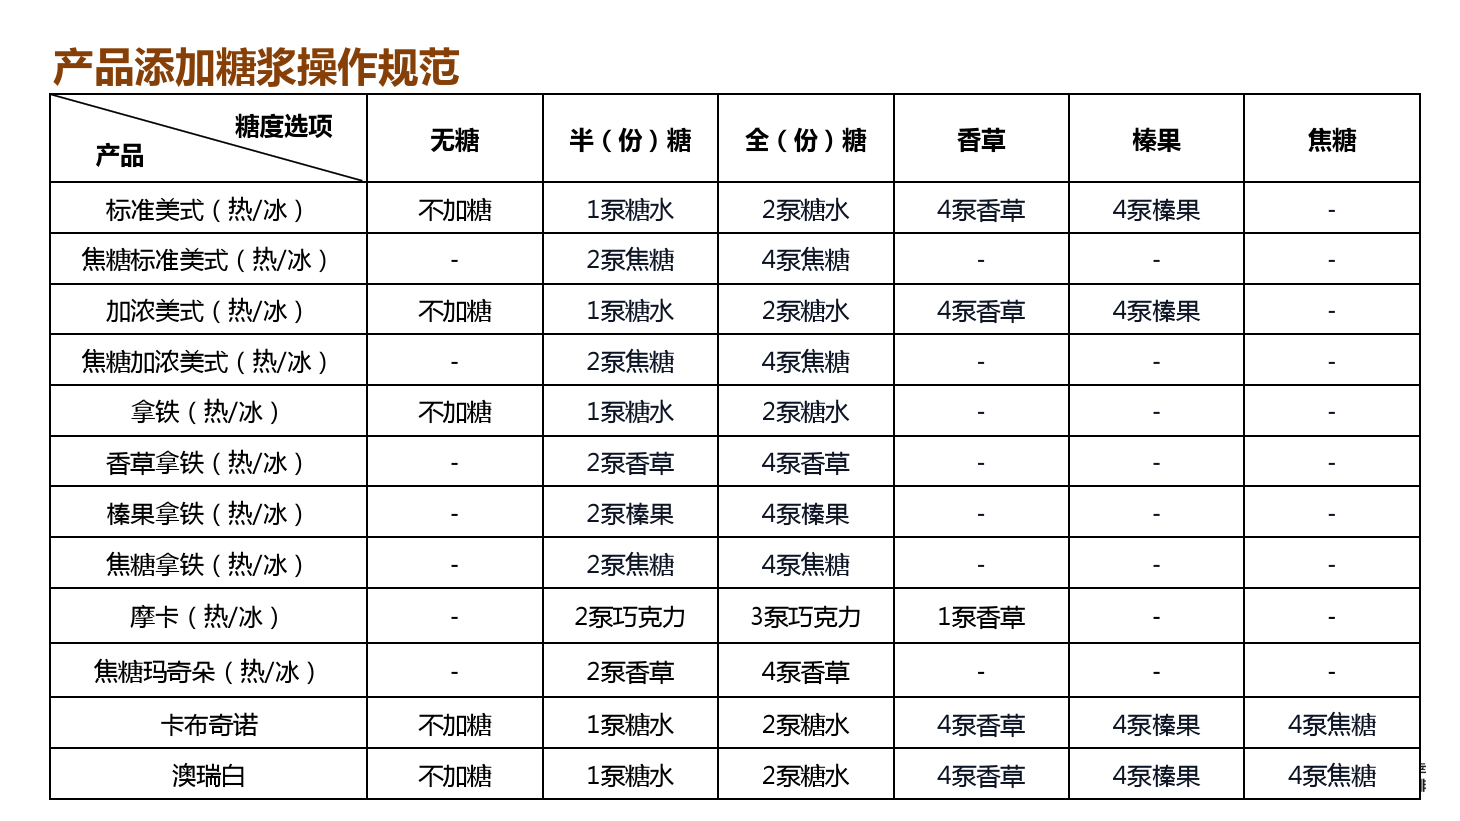 产品添加糖浆操作规范
糖度选项
产品
无糖 半（份）糖 全（份）糖 香草 榛果 焦糖
标准美式（热/冰） 不加糖 1泵糖水 2泵糖水 4泵香草 4泵榛果 -
焦糖标准美式（热/冰） - 2泵焦糖 4泵焦糖 - - -
加浓美式（热/冰） 不加糖 1泵糖水 2泵糖水 4泵香草 4泵榛果 -
焦糖加浓美式（热/冰） - 2泵焦糖 4泵焦糖 - - -
拿铁（热/冰） 不加糖 1泵糖水 2泵糖水 - - -
香草拿铁（热/冰） - 2泵香草 4泵香草 - - -
榛果拿铁（热/冰） - 2泵榛果 4泵榛果 - - -
焦糖拿铁（热/冰） - 2泵焦糖 4泵焦糖 - - -
摩卡（热/冰） - 2泵巧克力 3泵巧克力 1泵香草 - -
焦糖玛奇朵（热/冰） - 2泵香草 4泵香草 - - -
卡布奇诺 不加糖 1泵糖水 2泵糖水 4泵香草 4泵榛果 4泵焦糖
澳瑞白 不加糖 1泵糖水 2泵糖水 4泵香草 4泵榛果 4泵焦糖